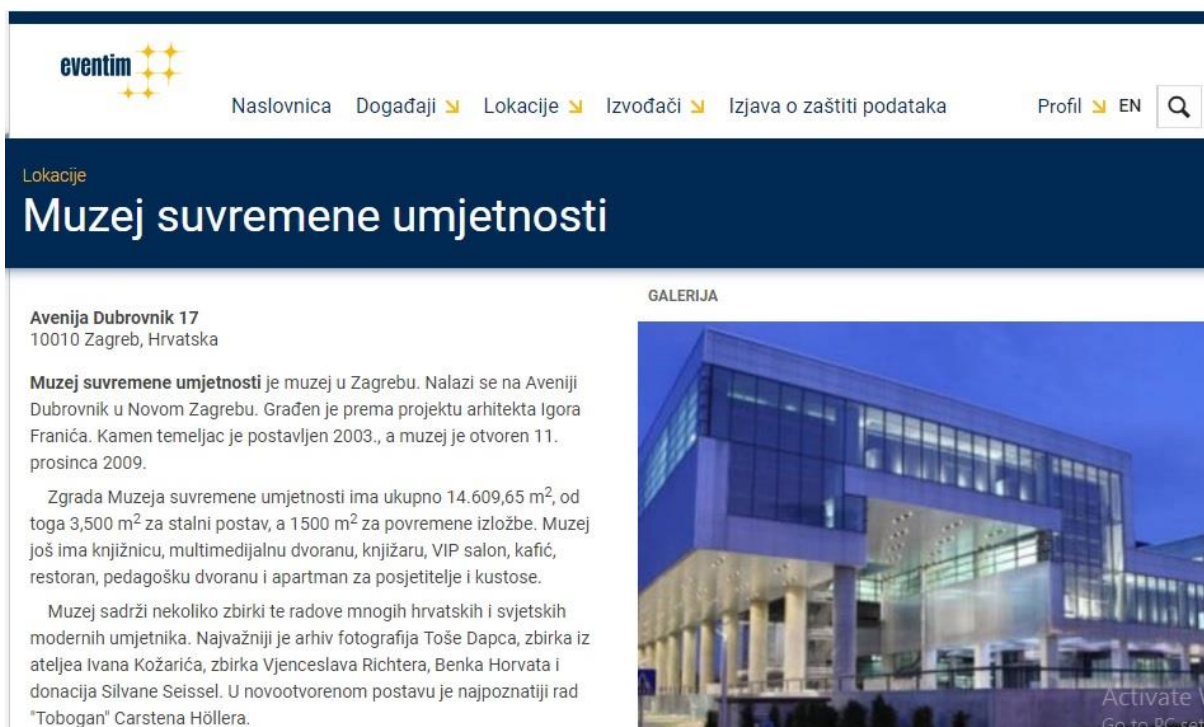 eventim
Naslovnica Događaji Lokacije Izvođači Izjava o zaštiti podataka Profil EN
Lokacije
Muzej suvremene umjetnosti
Avenija Dubrovnik 17
10010 Zagreb, Hrvatska
Muzej suvremene umjetnosti je muzej u Zagrebu. Nalazi se na Aveniji
Dubrovnik u Novom Zagrebu. Građen je prema projektu arhitekta Igora
Franića. Kamen temeljac je postavljen 2003., a muzej je otvoren 11.
prosinca 2009.
Zgrada Muzeja suvremene umjetnosti ima ukupno 14.609,65 m², od
toga 3,500 m² za stalni postav, a 1500 m² za povremene izložbe. Muzej
još ima knjižnicu, multimedijalnu dvoranu, knjižaru, VIP salon, kafić,
restoran, pedagošku dvoranu i apartman za posjetitelje i kustose.
Muzej sadrži nekoliko zbirki te radove mnogih hrvatskih i svjetskih
modernih umjetnika. Najvažniji je arhiv fotografija Toše Dapca, zbirka iz
ateljea Ivana Kožarića, zbirka Vjenceslava Richtera, Benka Horvata i
donacija Silvane Seissel. U novootvorenom postavu je najpoznatiji rad
"Tobogan" Carstena Höllera.
GALERIJA
Activate
Go to PC